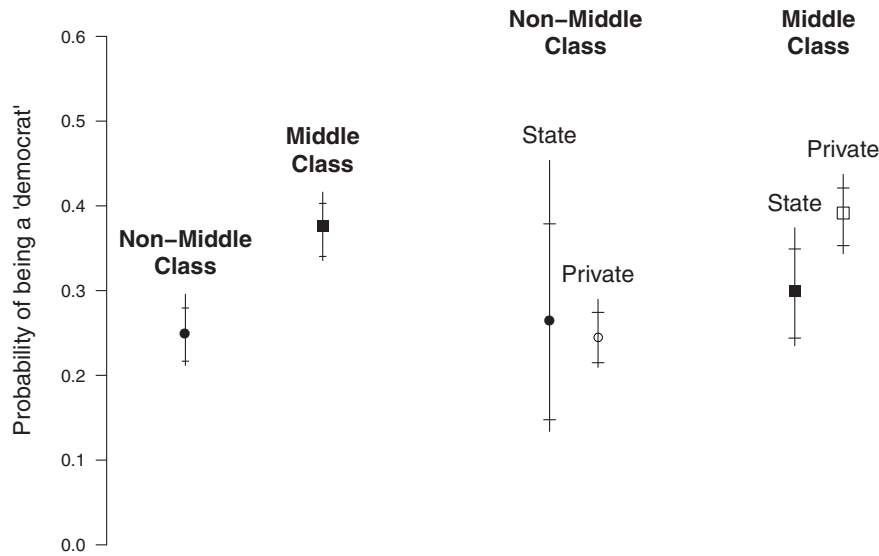 Non−Middle
Class
Middle
Class
Probability of being a 'democrat'
0.6
0.5
0.4
0.3
0.2
0.1
0.0
Middle
Class
Non−Middle
Class
State
Private
Private
State